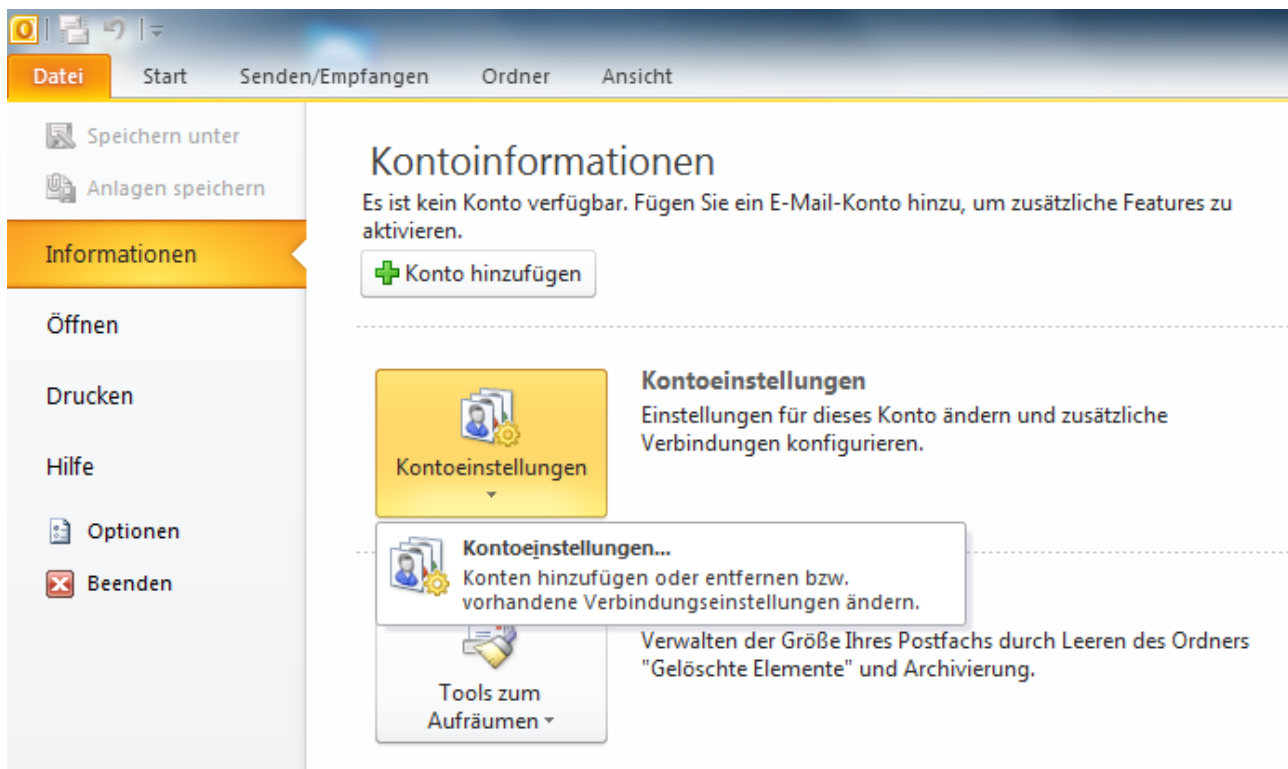 Datei Start Senden/Empfangen Ordner Ansicht
Speichern unter
Anlagen speichern
Informationen
Öffnen
Drucken
Hilfe
Optionen
Beenden
Kontoinformationen
Es ist kein Konto verfügbar. Fügen Sie ein E-Mail-Konto hinzu, um zusätzliche Features zu
aktivieren.
Konto hinzufügen
Kontoeinstellungen
Kontoeinstellungen
Einstellungen für dieses Konto ändern und zusätzliche
Verbindungen konfigurieren.
Kontoeinstellungen...
Konten hinzufügen oder entfernen bzw.
vorhandene Verbindungseinstellungen ändern.
Tools zum
Aufräumen
Verwalten der Größe Ihres Postfachs durch Leeren des Ordners
"Gelöschte Elemente" und Archivierung.